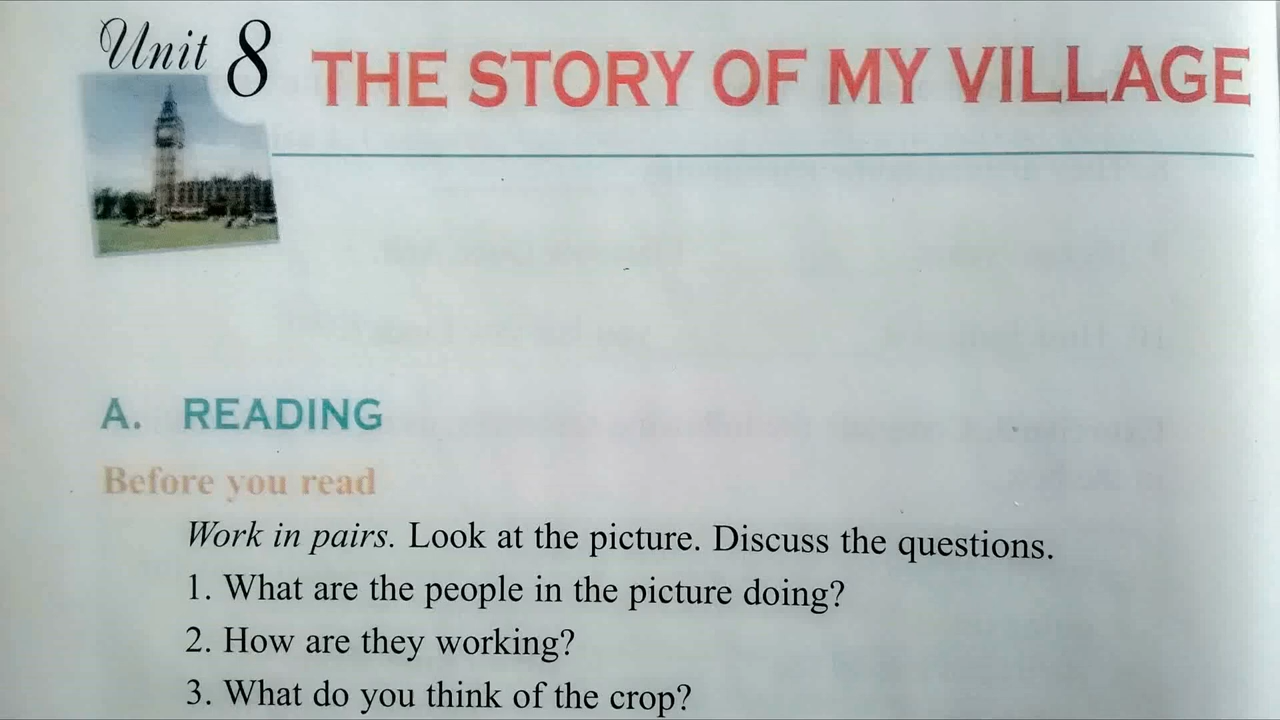 Unit 8 THE STORY OF MY VILLAGE
A. READING
Before you read
Work in pairs. Look at the picture. Discuss the questions.
1. What are the people in the picture doing?
2. How are they working?
3. What do you think of the crop?